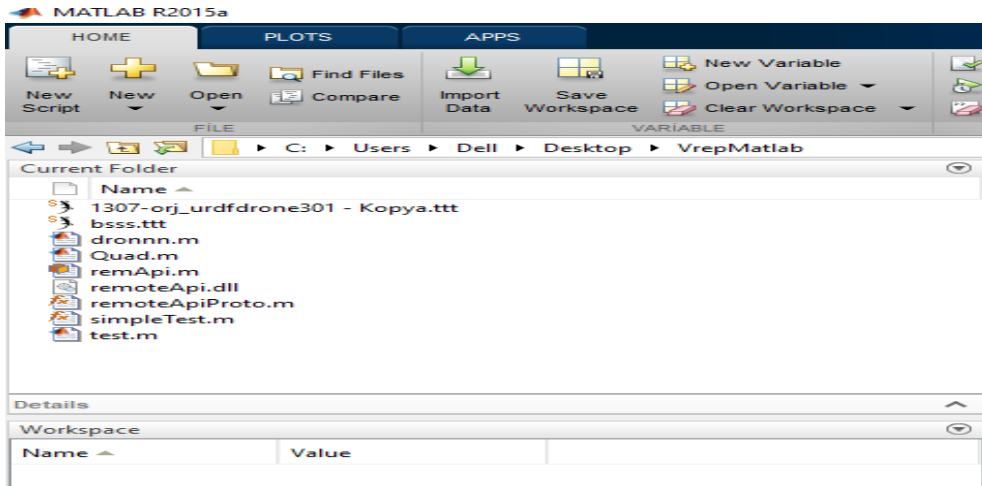 MATLAB R2015a
HOME PLOTS APPS
New Script
New
Open
Find Files
Compare
Import Data
Save Workspace
New Variable
Open Variable
Clear Workspace
FILE VARIABLE
C: Users Dell Desktop VrepMatlab
Current Folder
Name
1307-orj_urdfdrone301 - Kopya.ttt
bsss.ttt
dronnn.m
Quad.m
remApi.m
remoteApi.dll
remoteApiProto.m
simpleTest.m
test.m
Details
Workspace
Name Value